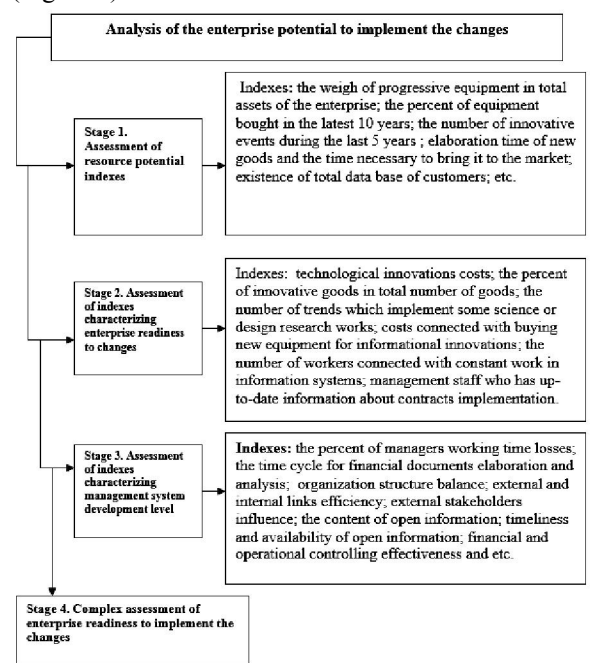 Analysis of the enterprise potential to implement the changes
Stage 1.
Assessment of
resource potential
indexes
Indexes: the weigh of progressive equipment in total
assets of the enterprise; the percent of equipment
bought in the latest 10 years; the number of innovative
events during the last 5 years ; elaboration time of new
goods and the time necessary to bring it to the market;
existence of total data base of customers; etc.
Stage 2. Assessment
of indexes
characterizing
enterprise readiness
to changes
Indexes: technological innovations costs; the percent
of innovative goods in total number of goods; the
number of trends which implement some science or
design research works; costs connected with buying
new equipment for informational innovations; the
number of workers connected with constant work in
information systems; management staff who has up-
to-date information about contracts implementation.
Stage 3. Assessment
of indexes
characterizing
management system
development level
Indexes: the percent of managers working time losses;
the time cycle for financial documents elaboration and
analysis; organization structure balance; external and
internal links efficiency; external stakeholders
influence; the content of open information; timeliness
and availability of open information; financial and
operational controlling effectiveness and etc.
Stage 4. Complex assessment of
enterprise readiness to implement the
changes